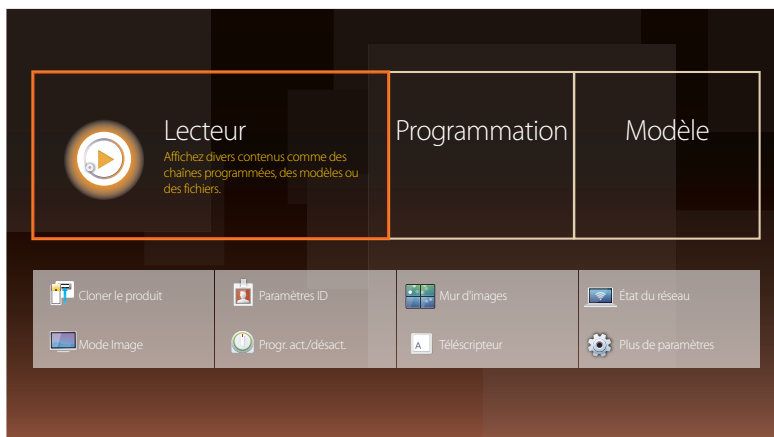 Lecteur
Affichez divers contenus comme des
chaînes programmées, des modèles ou
des fichiers.
Programmation
Modèle
Cloner le produit
Paramètres ID
Mur d'images
État du réseau
Mode Image
Progr. act./désact.
A
Téléscripteur
Plus de paramètres